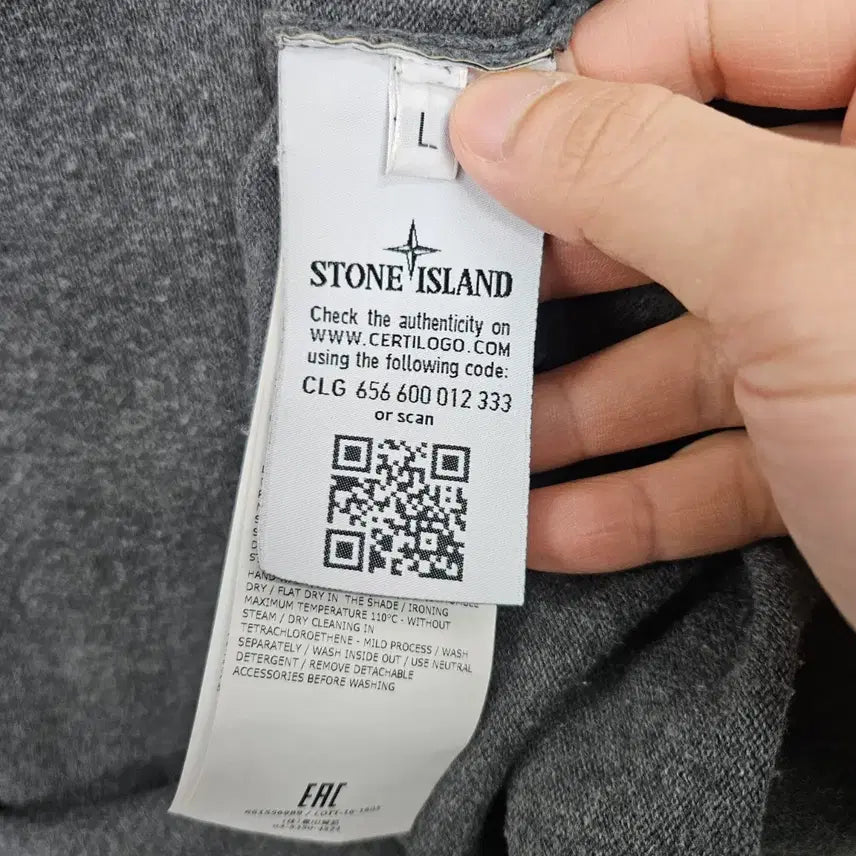 L
STONE ISLAND
Check the authenticity on
WWW.CERTILOGO.COM
using the following code:
CLG 656 600 012 333
or scan
DRY / FLAT DRY IN THE SHADE / IRONING
MAXIMUM TEMPERATURE 110°C - WITHOUT
STEAM / DRY CLEANING IN
TETRACHLOROETHENE - MILD PROCESS / WASH
SEPARATELY / WASH INSIDE OUT / USE NEUTRAL
DETERGENT / REMOVE DETACHABLE
ACCESSORIES BEFORE WASHING
EAC